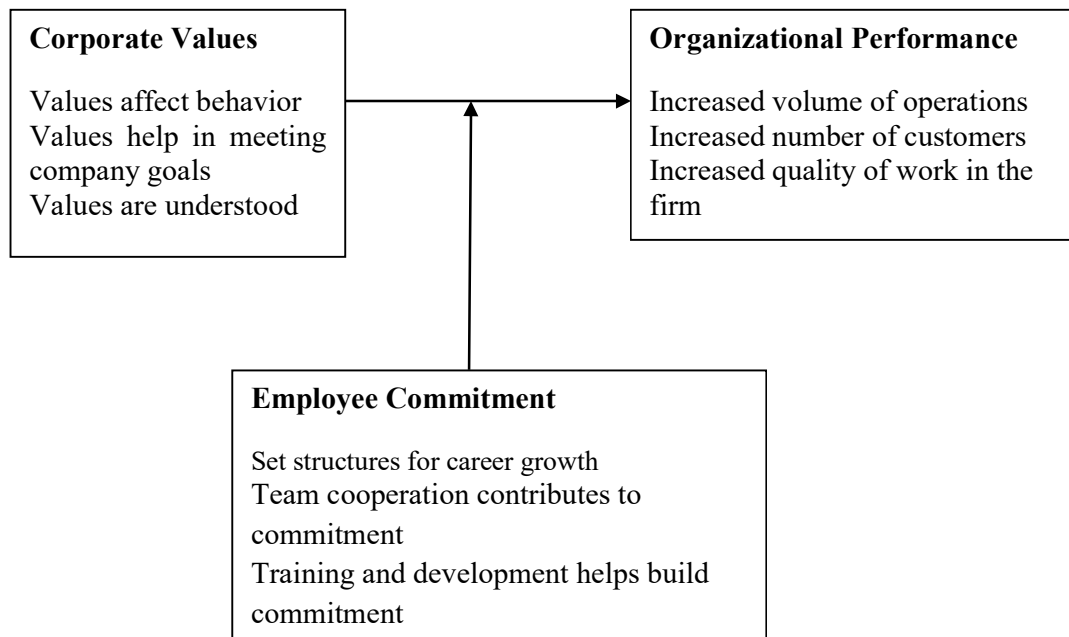 Corporate Values
Values affect behavior
Values help in meeting
company goals
Values are understood
Organizational Performance
Increased volume of operations
Increased number of customers
Increased quality of work in the
firm
Employee Commitment
Set structures for career growth
Team cooperation contributes to
commitment
Training and development helps build
commitment